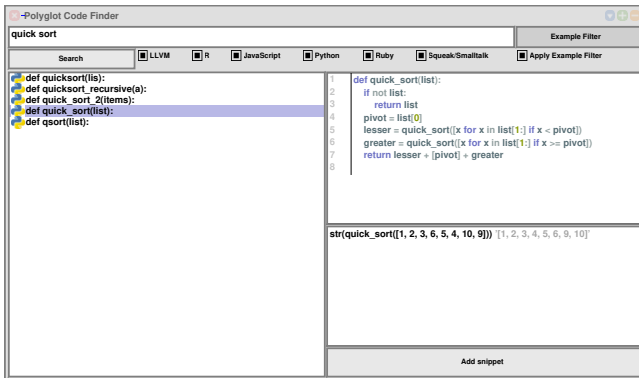 Polyglot Code Finder
quick sort
Example Filter
Search
LLVM
R
JavaScript
Python
Ruby
Squeak/Smalltalk
Apply Example Filter
def quicksort(lis):
def quicksort_recursive(a):
def quick_sort_2(items):
def quick_sort(list):
def qsort(list):
1 def quick_sort(list):
2 if not list:
3 return list
4 pivot = list[0]
5 lesser = quick_sort([x for x in list[1:] if x < pivot])
6 greater = quick_sort([x for x in list[1:] if x >= pivot])
7 return lesser + [pivot] + greater
8
str(quick_sort([1, 2, 3, 6, 5, 4, 10, 9])) '[1, 2, 3, 4, 5, 6, 9, 10]'
Add snippet